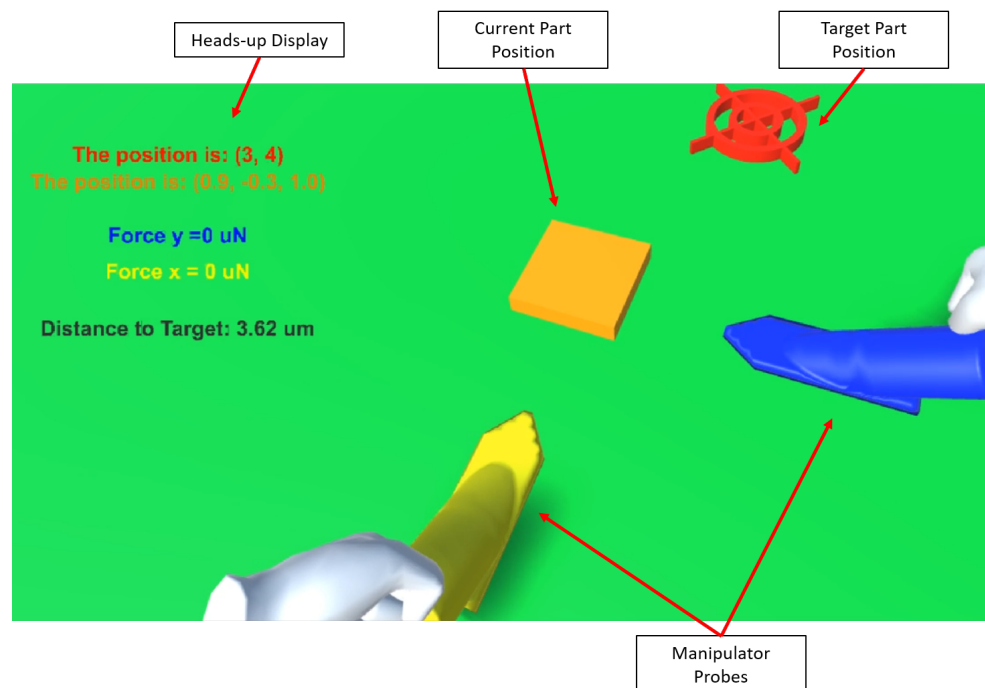 Heads-up Display
Current Part
Position
Target Part
Position
The position is: (3, 4)
The position is: (0.9, -0.3, 1.0)
Force y =0 uN
Force x = 0 uN
Distance to Target: 3.62 um
Manipulator
Probes